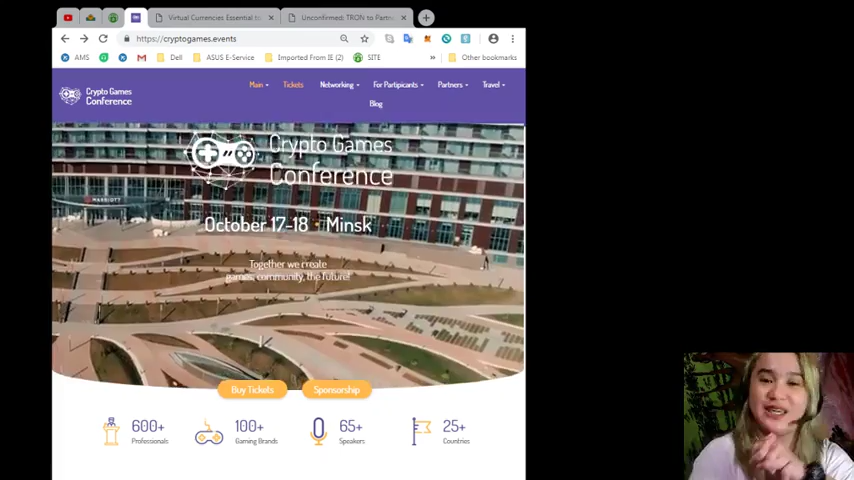 Virtual Currencies Essential to
Unconfirmed: TRON to Partne
https://cryptogames.events
AMS
Dell
ASUS E-Service
Imported From IE (2)
SITE
Other bookmarks
Crypto Games
Conference
Main
Tickets
Networking
For Partipicants
Partners
Travel
Blog
MARRIOTT
Crypto Games
Conference
October 17-18 • Minsk
Together we create
games, community, the future!
Buy Tickets
Sponsorship
600+
Professionals
100+
Gaming Brands
65+
Speakers
25+
Countries